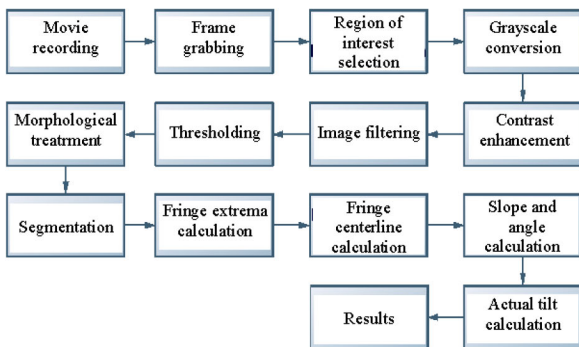 Movie
recording
Frame
grabbing
Region of
interest
selection
Grayscale
conversion
Contrast
enhancement
Image filtering
Thresholding
Morphological
treatrment
Segmentation
Fringe extrema
calculation
Fringe
centerline
calculation
Slope and
angle
calculation
Actual tilt
calculation
Results